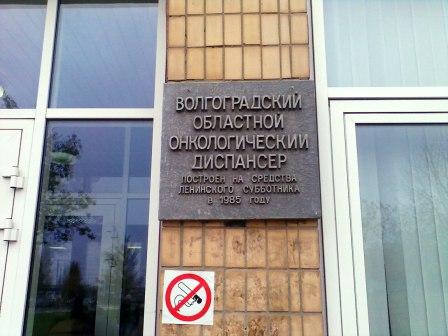 ВОЛГОГРАДСКИЙ
ОБЛАСТНОЙ
ОНКОЛОГИЧЕСКИЙ
ДИСПАНСЕР
ПОСТРОЕН НА СРЕДСТВА
ЛЕНИНСКОГО СУББОТНИКА
В 1985 ГОДУ